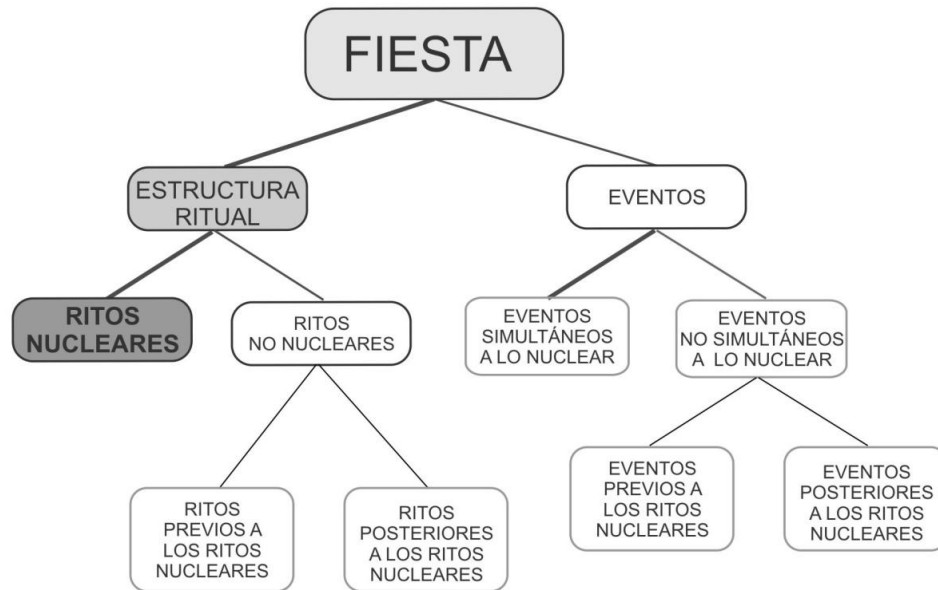 FIESTA
ESTRUCTURA
RITUAL
EVENTOS
RITOS
NUCLEARES
RITOS
NO NUCLEARES
EVENTOS
SIMULTÁNEOS
A LO NUCLEAR
EVENTOS
NO SIMULTÁNEOS
A LO NUCLEAR
RITOS
PREVIOS A
LOS RITOS
NUCLEARES
RITOS
POSTERIORES
A LOS RITOS
NUCLEARES
EVENTOS
PREVIOS A
LOS RITOS
NUCLEARES
EVENTOS
POSTERIORES
A LOS RITOS
NUCLEARES